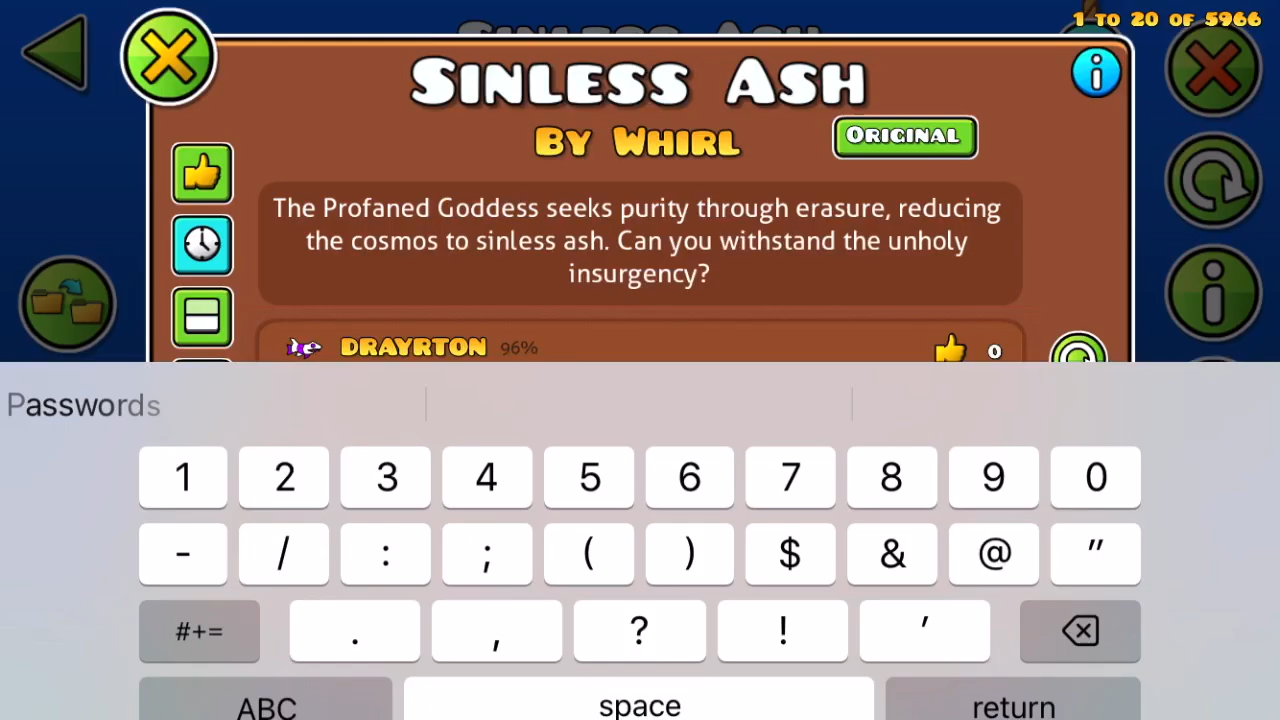 1 TO 20 OF 5966
SINLESS ASH
SINLESS ASH
BY WHIRL
ORIGINAL
The Profaned Goddess seeks purity through erasure, reducing
the cosmos to sinless ash. Can you withstand the unholy
insurgency?
DRAYRTON 96%
0
Passwords
1 2 3 4 5 6 7 8 9 0
- / : ; ( ) $ & @ "
#+= . , ? ! '
ABC space return